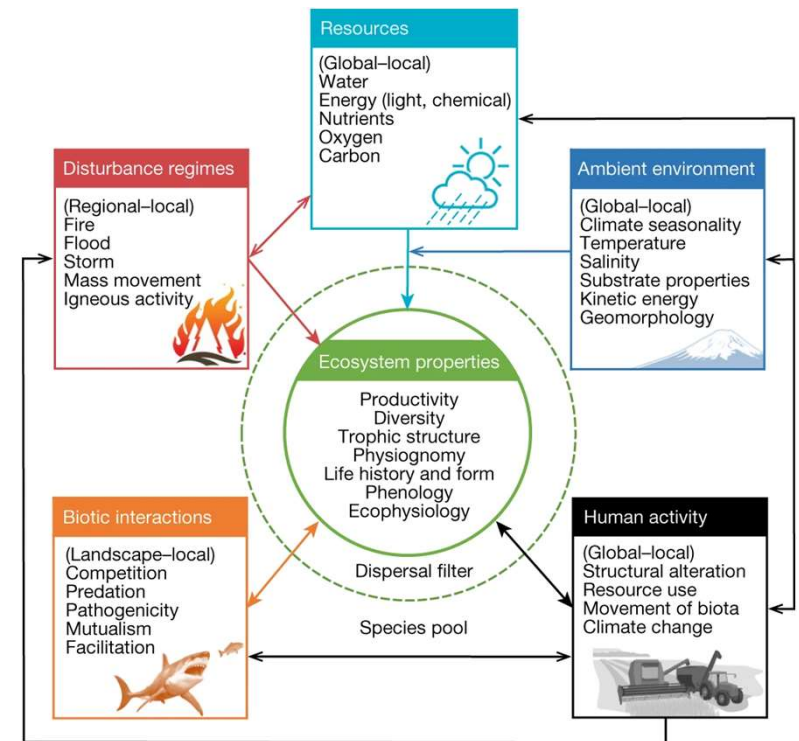 Resources
(Global–local)
Water
Energy (light, chemical)
Nutrients
Oxygen
Carbon
Disturbance regimes
(Regional–local)
Fire
Flood
Storm
Mass movement
Igneous activity
Ambient environment
(Global–local)
Climate seasonality
Temperature
Salinity
Substrate properties
Kinetic energy
Geomorphology
Ecosystem properties
Productivity
Diversity
Trophic structure
Physiognomy
Life history and form
Phenology
Ecophysiology
Dispersal filter
Species pool
Biotic interactions
(Landscape–local)
Competition
Predation
Pathogenicity
Mutualism
Facilitation
Human activity
(Global–local)
Structural alteration
Resource use
Movement of biota
Climate change